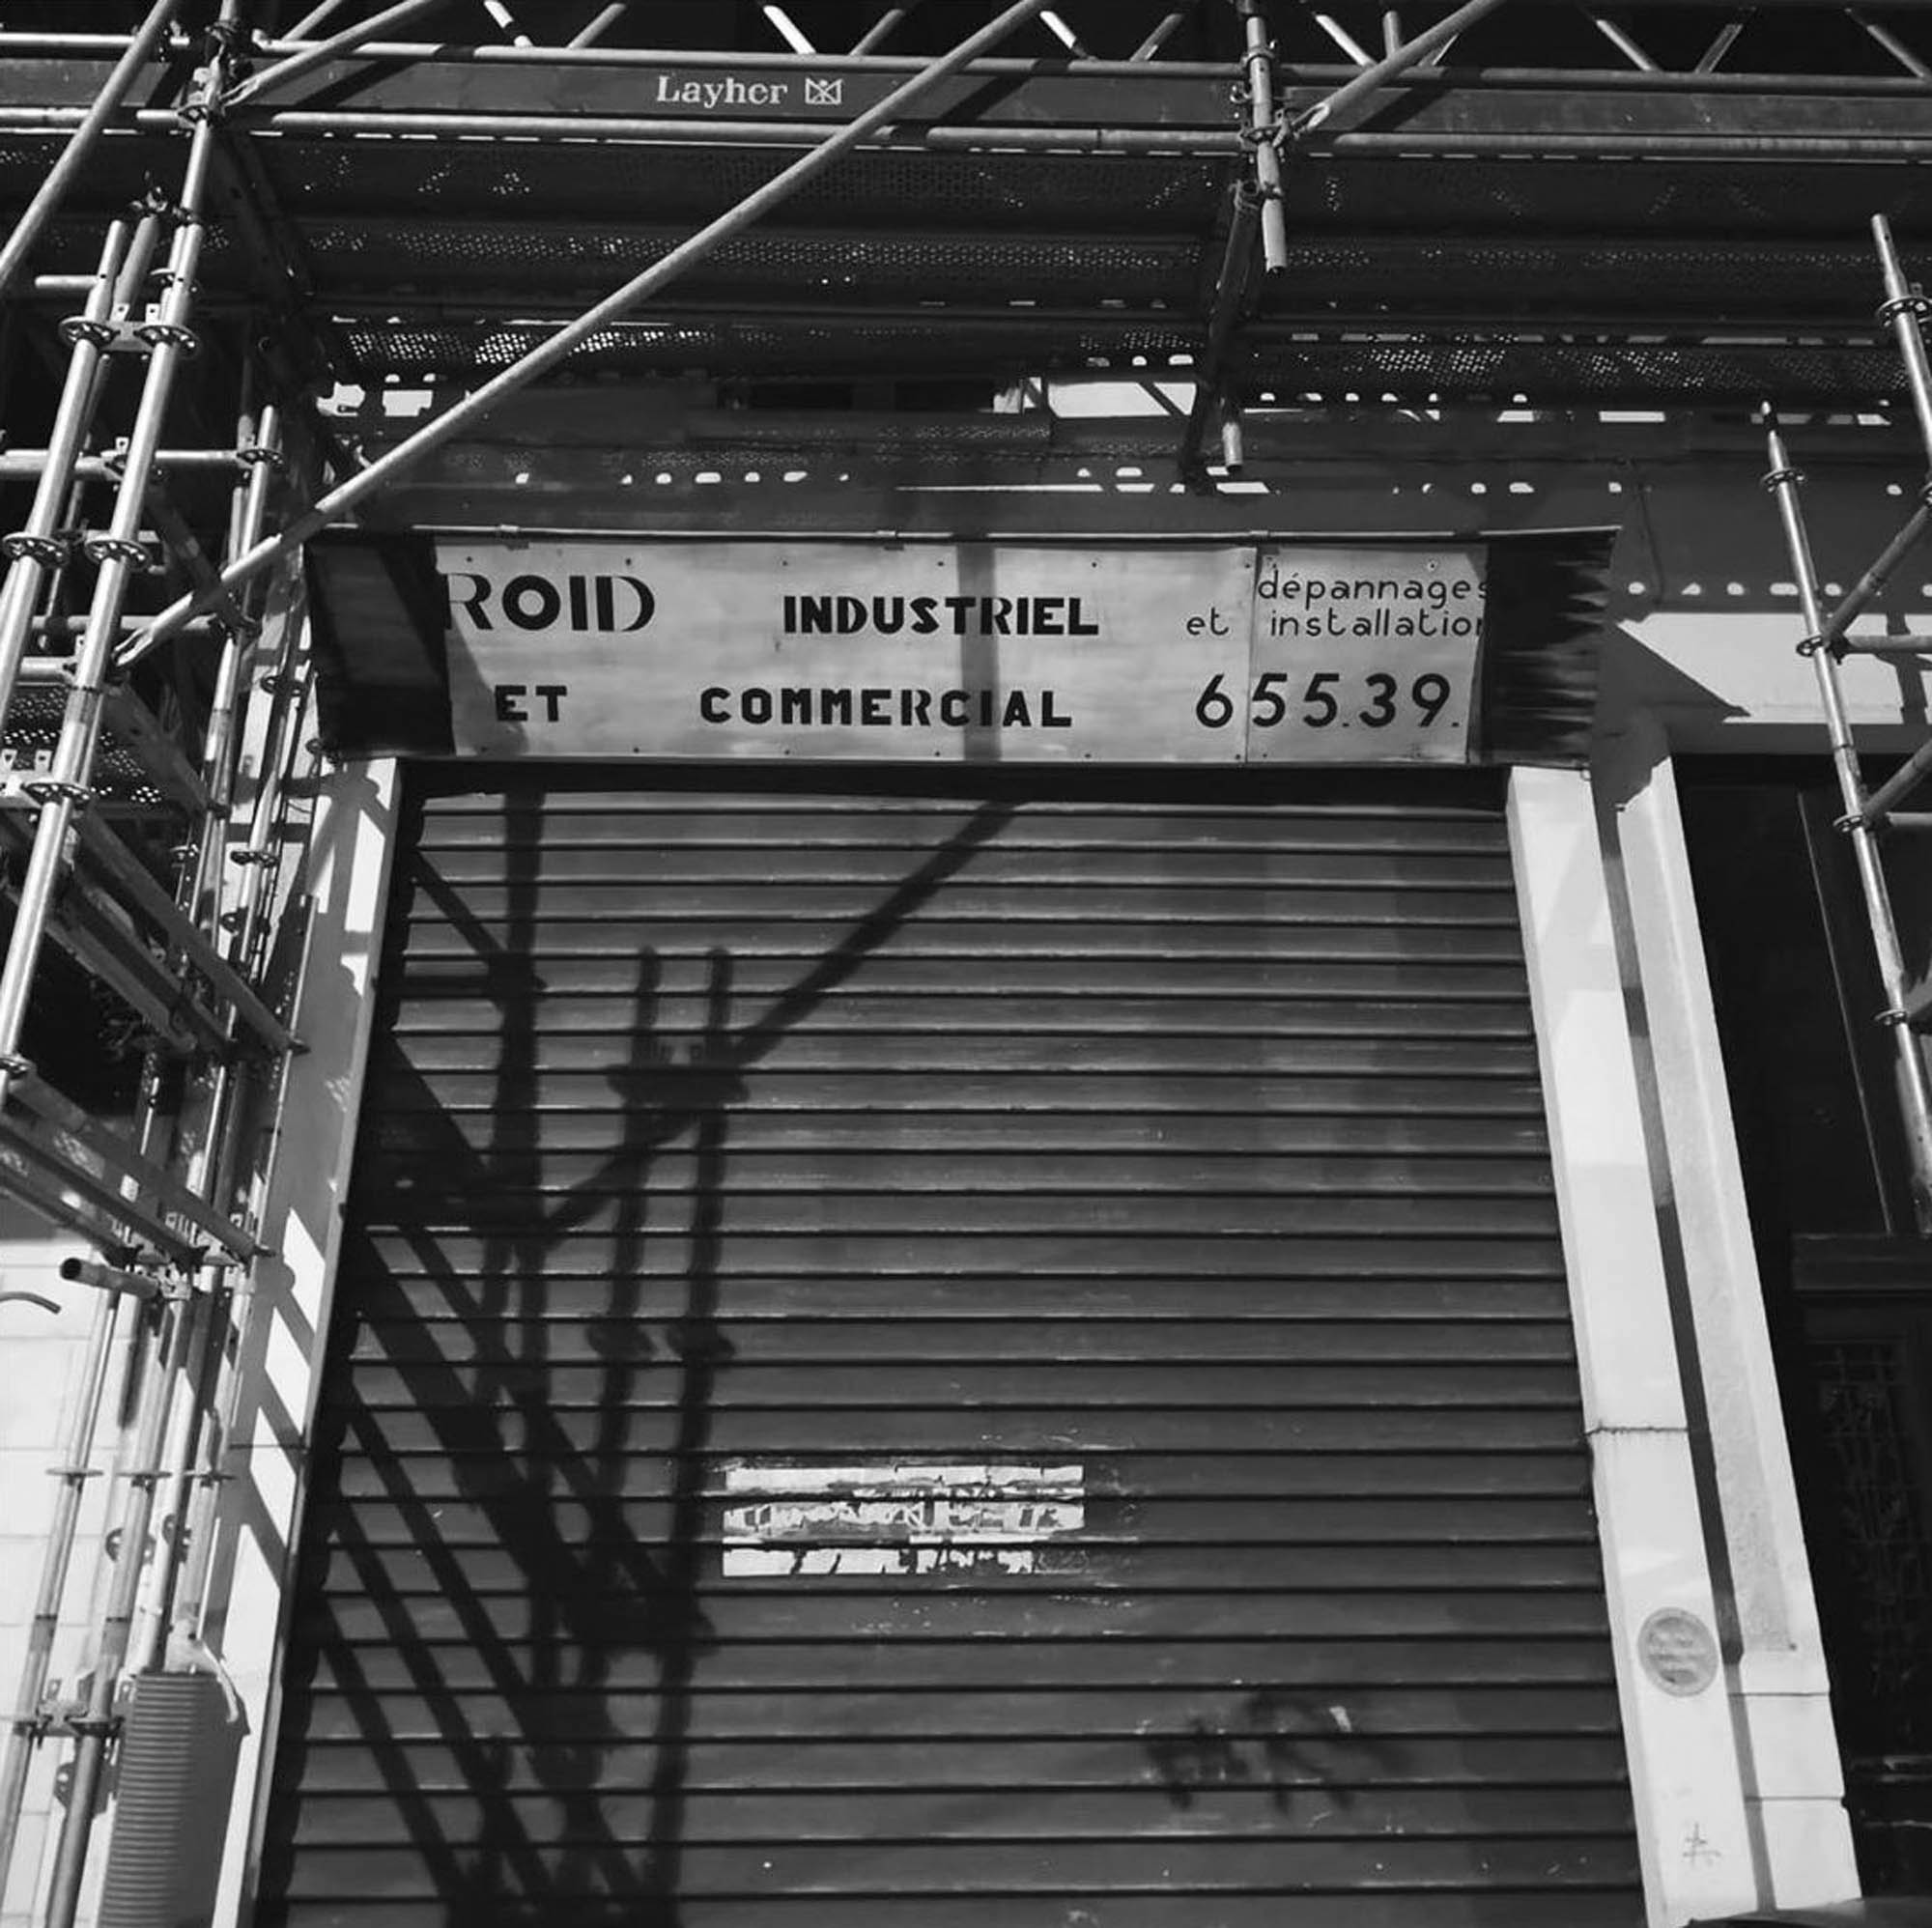 Layher
ROID INDUSTRIEL
dépannages
et installation
ET COMMERCIAL 655.39.